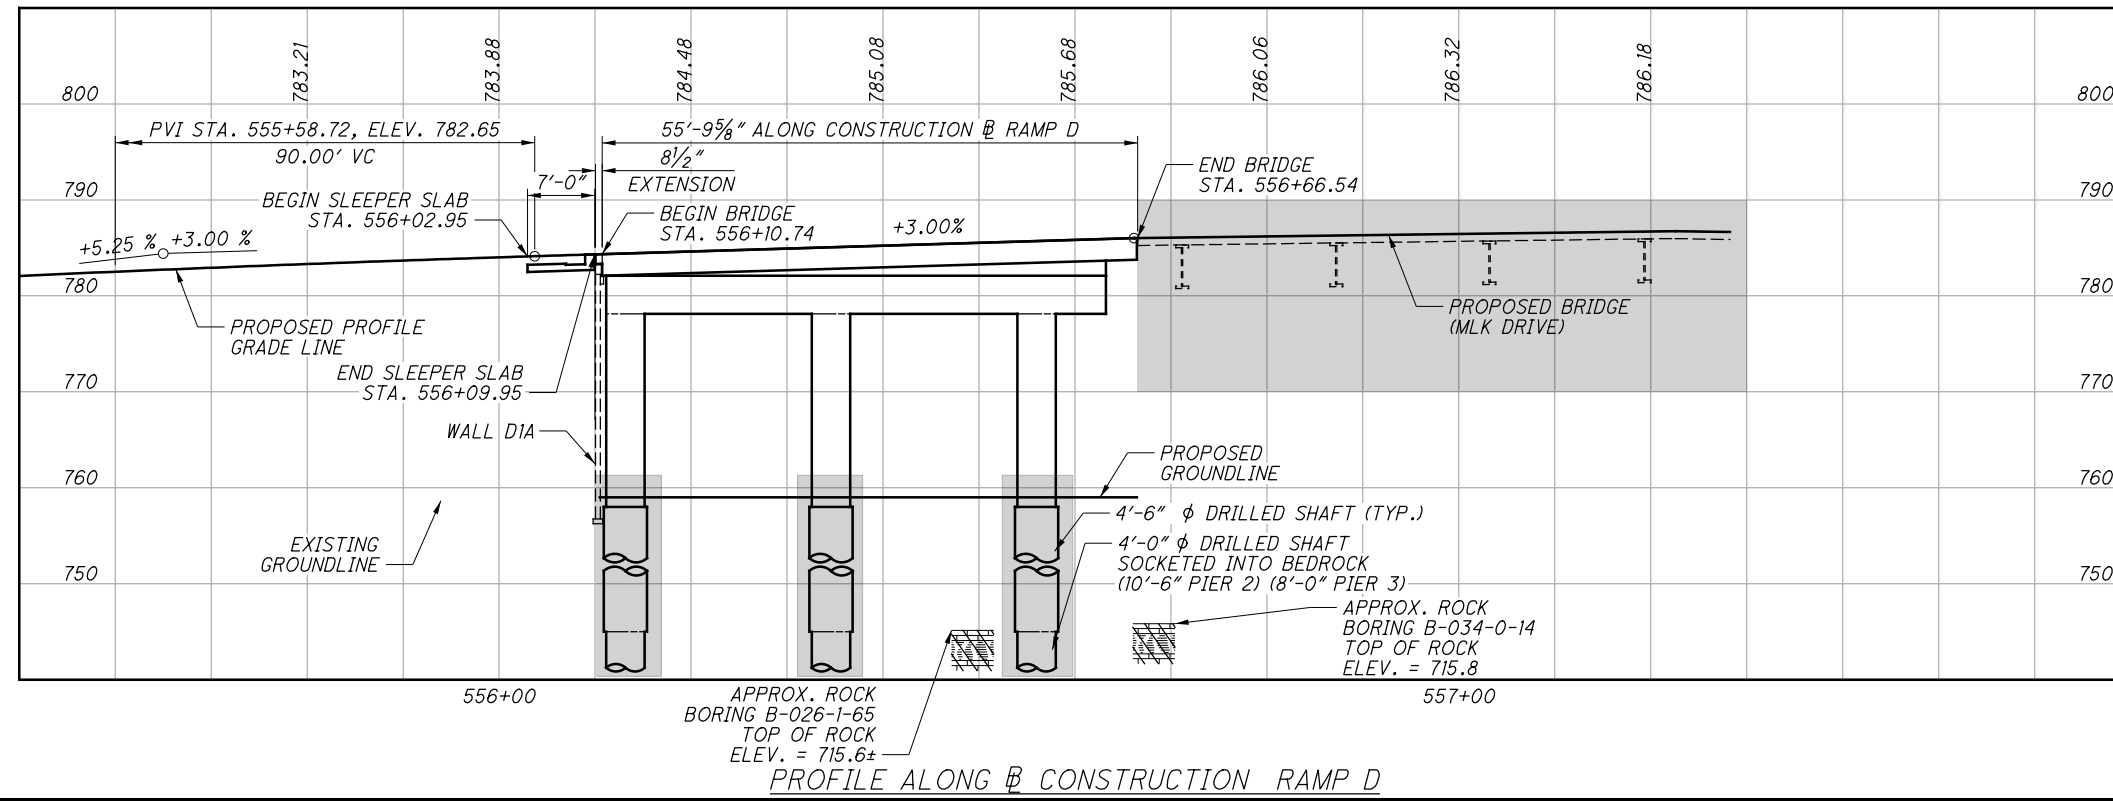 783.21
783.88
784.48
785.08
785.68
786.06
786.32
786.18
800
800
PVI STA. 555+58.72, ELEV. 782.65
90.00' VC
55'-9⅝" ALONG CONSTRUCTION ⅊ RAMP D
8½"
EXTENSION
7'-0"
790
790
BEGIN SLEEPER SLAB
STA. 556+02.95
BEGIN BRIDGE
STA. 556+10.74
+3.00%
END BRIDGE
STA. 556+66.54
+5.25 %
+3.00 %
780
780
PROPOSED PROFILE
GRADE LINE
PROPOSED BRIDGE
(MLK DRIVE)
END SLEEPER SLAB
STA. 556+09.95
770
770
WALL D1A
PROPOSED
GROUNDLINE
760
760
4'-6" ϕ DRILLED SHAFT (TYP.)
EXISTING
GROUNDLINE
4'-0" ϕ DRILLED SHAFT
SOCKETED INTO BEDROCK
(10'-6" PIER 2) (8'-0" PIER 3)
750
750
APPROX. ROCK
BORING B-034-0-14
TOP OF ROCK
ELEV. = 715.8
556+00
557+00
APPROX. ROCK
BORING B-026-1-65
TOP OF ROCK
ELEV. = 715.6±
PROFILE ALONG ⅊ CONSTRUCTION RAMP D